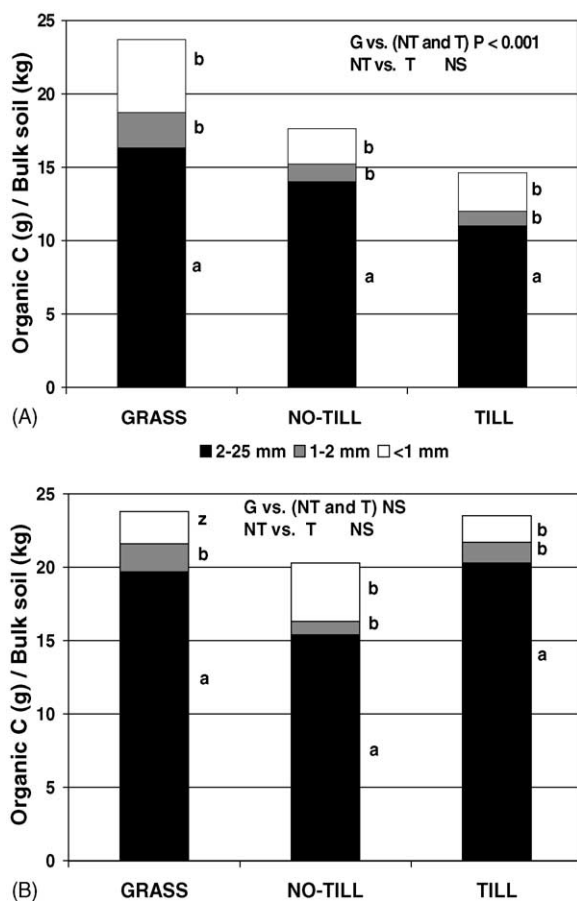 G vs. (NT and T) P < 0.001
NT vs. T NS
Organic C (g) / Bulk soil (kg)
25
20
15
10
5
0
b
b
a
b
b
a
b
b
a
(A)
GRASS NO-TILL TILL
2-25 mm 1-2 mm <1 mm
G vs. (NT and T) NS
NT vs. T NS
Organic C (g) / Bulk soil (kg)
25
20
15
10
5
0
z
b
a
b
b
a
b
b
a
(B)
GRASS NO-TILL TILL